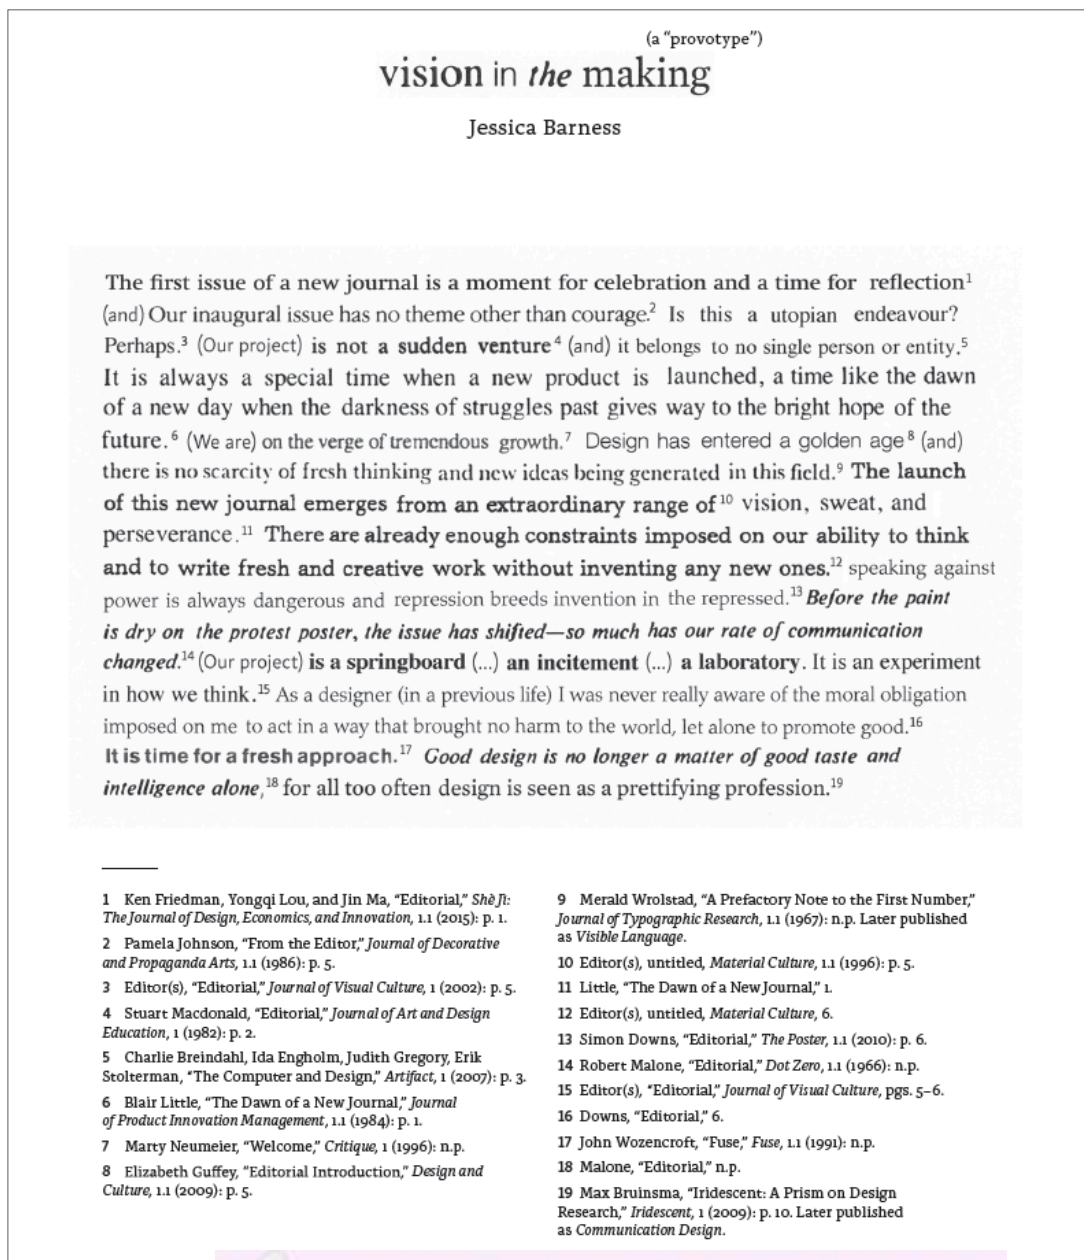 (a “provotype”)
vision in the making
Jessica Barness
The first issue of a new journal is a moment for celebration and a time for reflection¹
(and) Our inaugural issue has no theme other than courage.² Is this a utopian endeavour?
Perhaps.³ (Our project) is not a sudden venture⁴ (and) it belongs to no single person or entity.⁵
It is always a special time when a new product is launched, a time like the dawn
of a new day when the darkness of struggles past gives way to the bright hope of the
future.⁶ (We are) on the verge of tremendous growth.⁷ Design has entered a golden age⁸ (and)
there is no scarcity of fresh thinking and new ideas being generated in this field.⁹ The launch
of this new journal emerges from an extraordinary range of¹⁰ vision, sweat, and
perseverance.¹¹ There are already enough constraints imposed on our ability to think
and to write fresh and creative work without inventing any new ones.¹² speaking against
power is always dangerous and repression breeds invention in the repressed.¹³ Before the paint
is dry on the protest poster, the issue has shifted—so much has our rate of communication
changed.¹⁴ (Our project) is a springboard (...) an incitement (...) a laboratory. It is an experiment
in how we think.¹⁵ As a designer (in a previous life) I was never really aware of the moral obligation
imposed on me to act in a way that brought no harm to the world, let alone to promote good.¹⁶
It is time for a fresh approach.¹⁷ Good design is no longer a matter of good taste and
intelligence alone,¹⁸ for all too often design is seen as a prettifying profession.¹⁹
1 Ken Friedman, Yongqi Lou, and Jin Ma, “Editorial,” Shè Jì:
The Journal of Design, Economics, and Innovation, 1.1 (2015): p. 1.
2 Pamela Johnson, “From the Editor,” Journal of Decorative
and Propaganda Arts, 1.1 (1986): p. 5.
3 Editor(s), “Editorial,” Journal of Visual Culture, 1 (2002): p. 5.
4 Stuart Macdonald, “Editorial,” Journal of Art and Design
Education, 1 (1982): p. 2.
5 Charlie Breindahl, Ida Engholm, Judith Gregory, Erik
Stolterman, “The Computer and Design,” Artifact, 1 (2007): p. 3.
6 Blair Little, “The Dawn of a New Journal,” Journal
of Product Innovation Management, 1.1 (1984): p. 1.
7 Marty Neumeier, “Welcome,” Critique, 1 (1996): n.p.
8 Elizabeth Guffey, “Editorial Introduction,” Design and
Culture, 1.1 (2009): p. 5.
9 Merald Wrolstad, “A Prefactory Note to the First Number,”
Journal of Typographic Research, 1.1 (1967): n.p. Later published
as Visible Language.
10 Editor(s), untitled, Material Culture, 1.1 (1996): p. 5.
11 Little, “The Dawn of a New Journal,” 1.
12 Editor(s), untitled, Material Culture, 6.
13 Simon Downs, “Editorial,” The Poster, 1.1 (2010): p. 6.
14 Robert Malone, “Editorial,” Dot Zero, 1.1 (1966): n.p.
15 Editor(s), “Editorial,” Journal of Visual Culture, pgs. 5–6.
16 Downs, “Editorial,” 6.
17 John Wozencroft, “Fuse,” Fuse, 1.1 (1991): n.p.
18 Malone, “Editorial,” n.p.
19 Max Bruinsma, “Iridescent: A Prism on Design
Research,” Iridescent, 1 (2009): p. 10. Later published
as Communication Design.